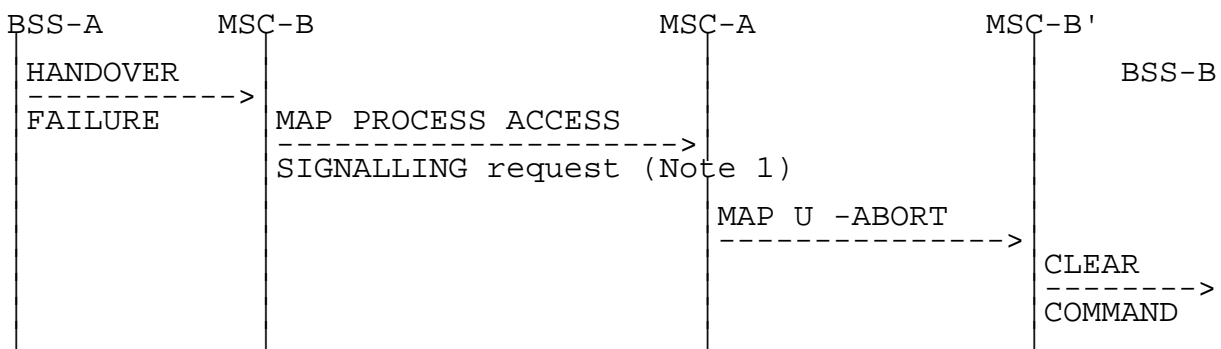 BSS-A MSC-B MSC-A MSC-B'
HANDOVER BSS-B
FAILURE MAP PROCESS ACCESS
SIGNALLING request (Note 1)
MAP U -ABORT
CLEAR
COMMAND